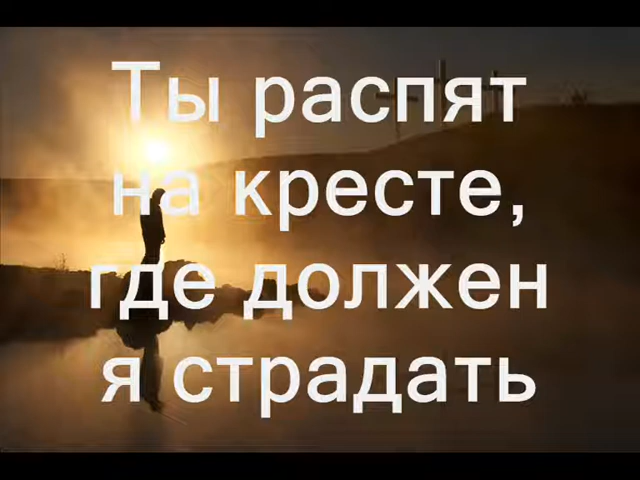 Ты распят
на кресте,
где должен
я страдать